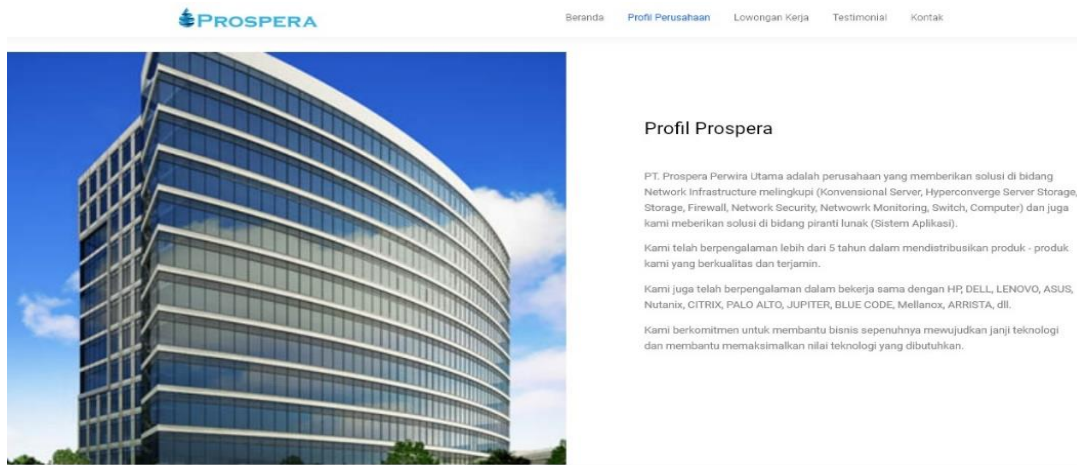 PROSPERA
Beranda Profil Perusahaan Lowongan Kerja Testimonial Kontak
Profil Prospera
PT. Prospera Perwira Utama adalah perusahaan yang memberikan solusi di bidang
Network Infrastructure melingkupi (Konvensional Server, Hyperconverge Server Storage,
Storage, Firewall, Network Security, Netwowrk Monitoring, Switch, Computer) dan juga
kami meberikan solusi di bidang piranti lunak (Sistem Aplikasi).
Kami telah berpengalaman lebih dari 5 tahun dalam mendistribusikan produk - produk
kami yang berkualitas dan terjamin.
Kami juga telah berpengalaman dalam bekerja sama dengan HP, DELL, LENOVO, ASUS,
Nutanix, CITRIX, PALO ALTO, JUPITER, BLUE CODE, Mellanox, ARRISTA, dll.
Kami berkomitmen untuk membantu bisnis sepenuhnya mewujudkan janji teknologi
dan membantu memaksimalkan nilai teknologi yang dibutuhkan.